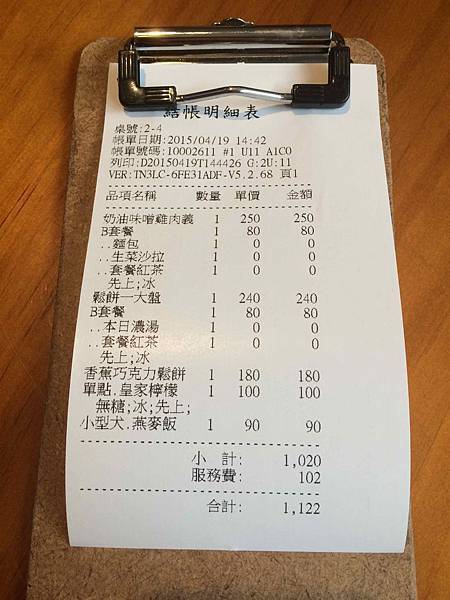 結帳明細表
桌號:2-4
帳單日期:2015/04/19 14:42
帳單號碼:10002611 #1 U11 A1C0
列印:D20150419T144426 G:2U:11
VER:TN3LC-6FE31ADF-V5.2.68 頁1
品項名稱 數量 單價 金額
奶油味噌雞肉義 1 250 250
B套餐 1 80 80
..麵包 1 0 0
..生菜沙拉 1 0 0
..套餐紅茶 1 0 0
先上;冰
鬆餅一大盤 1 240 240
B套餐 1 80 80
..本日濃湯 1 0 0
..套餐紅茶 1 0 0
先上;冰
香蕉巧克力鬆餅 1 180 180
單點.皇家檸檬 1 100 100
無糖;冰;先上;
小型犬.燕麥飯 1 90 90
小 計: 1,020
服務費: 102
合計: 1,122